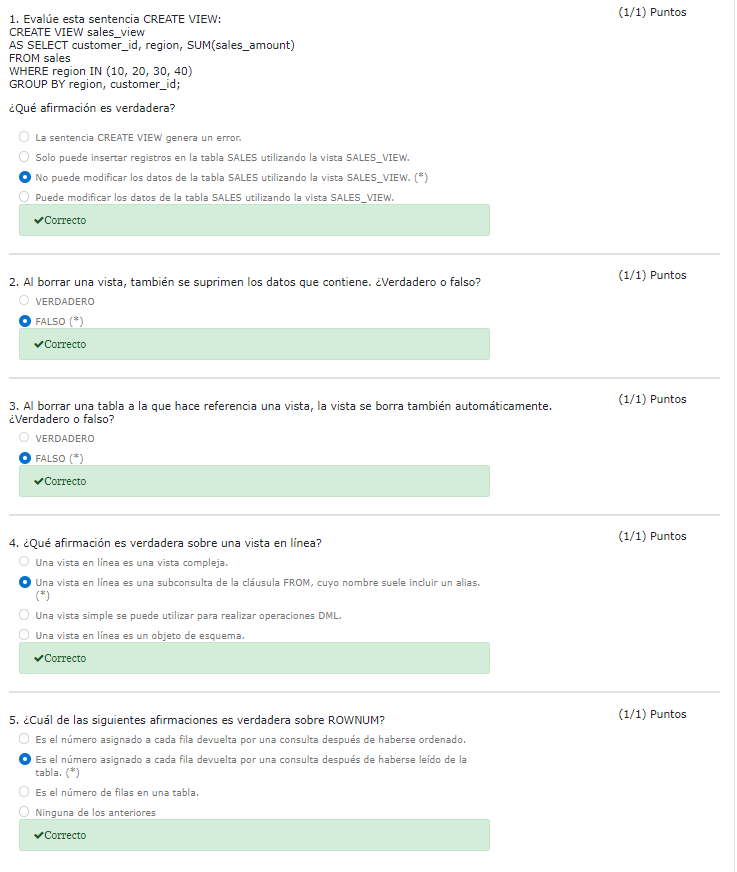 (1/1) Puntos
1. Evalúe esta sentencia CREATE VIEW:
CREATE VIEW sales_view
AS SELECT customer_id, region, SUM(sales_amount)
FROM sales
WHERE region IN (10, 20, 30, 40)
GROUP BY region, customer_id;
¿Qué afirmación es verdadera?
La sentencia CREATE VIEW genera un error.
Solo puede insertar registros en la tabla SALES utilizando la vista SALES_VIEW.
No puede modificar los datos de la tabla SALES utilizando la vista SALES_VIEW. (*)
Puede modificar los datos de la tabla SALES utilizando la vista SALES_VIEW.
✔Correcto
(1/1) Puntos
2. Al borrar una vista, también se suprimen los datos que contiene. ¿Verdadero o falso?
VERDADERO
FALSO (*)
✔Correcto
(1/1) Puntos
3. Al borrar una tabla a la que hace referencia una vista, la vista se borra también automáticamente.
¿Verdadero o falso?
VERDADERO
FALSO (*)
✔Correcto
(1/1) Puntos
4. ¿Qué afirmación es verdadera sobre una vista en línea?
Una vista en línea es una vista compleja.
Una vista en línea es una subconsulta de la cláusula FROM, cuyo nombre suele incluir un alias.
(*)
Una vista simple se puede utilizar para realizar operaciones DML.
Una vista en línea es un objeto de esquema.
✔Correcto
(1/1) Puntos
5. ¿Cuál de las siguientes afirmaciones es verdadera sobre ROWNUM?
Es el número asignado a cada fila devuelta por una consulta después de haberse ordenado.
Es el número asignado a cada fila devuelta por una consulta después de haberse leído de la
tabla. (*)
Es el número de filas en una tabla.
Ninguna de los anteriores
✔Correcto